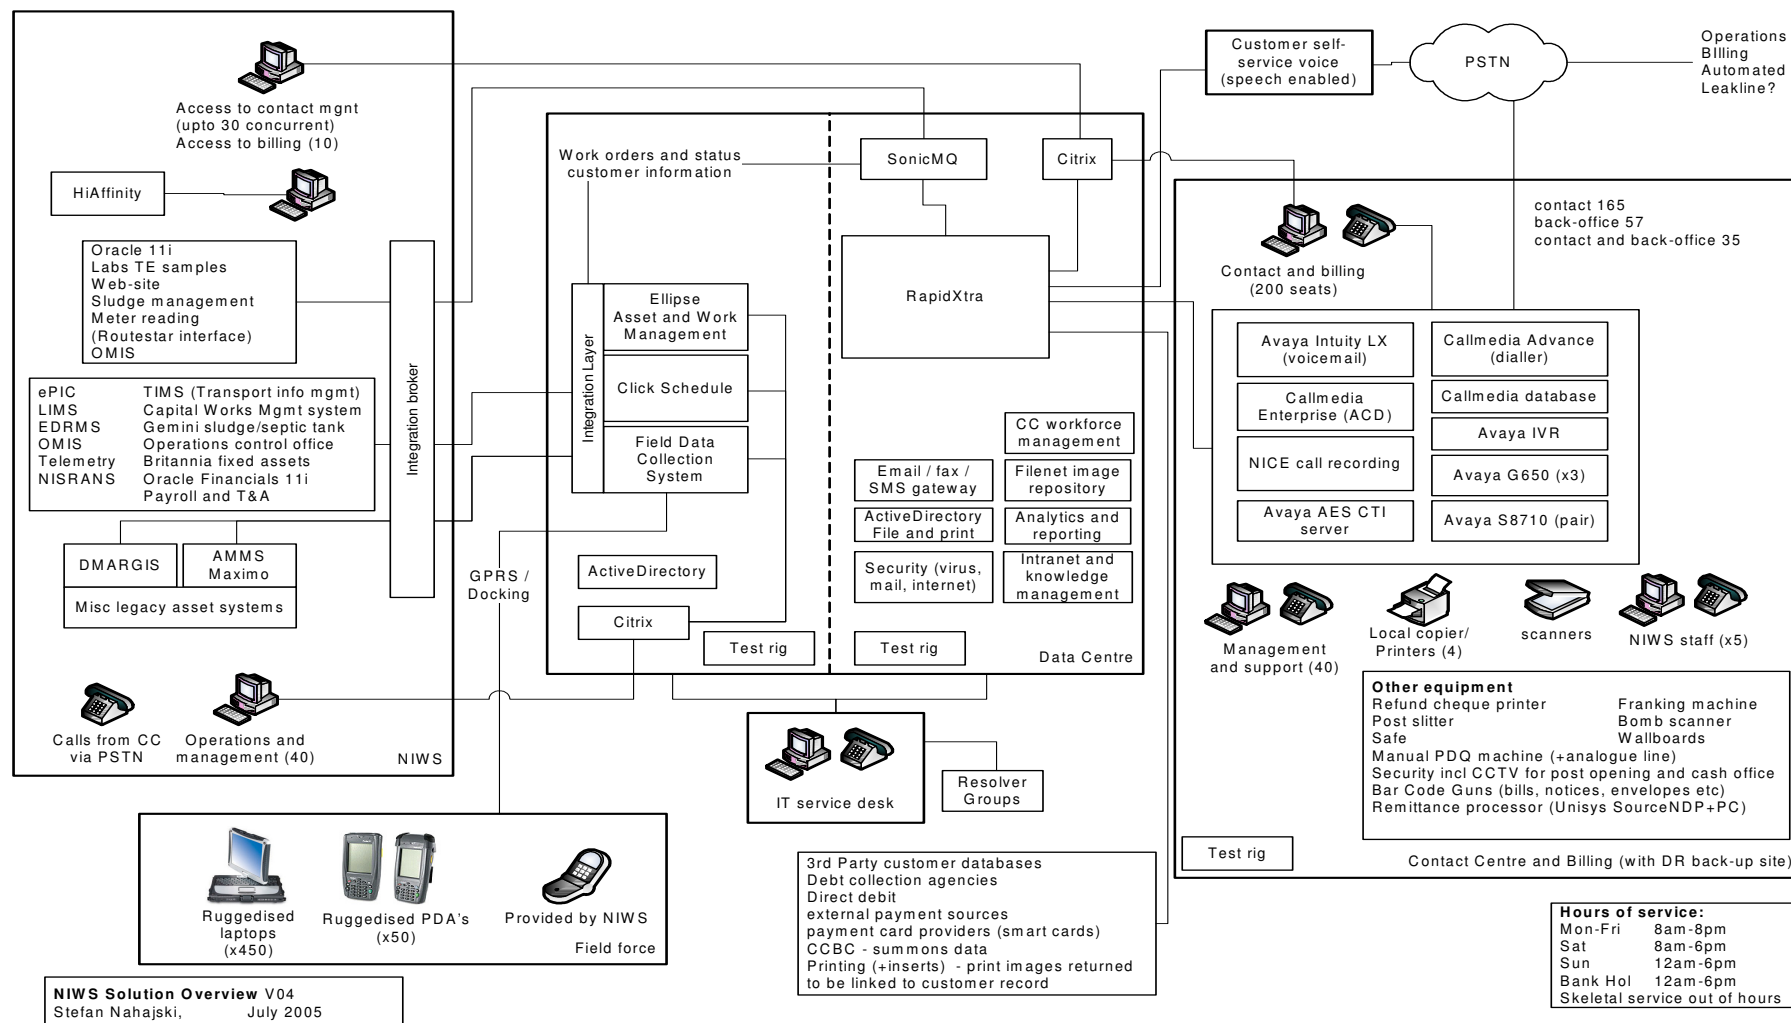 Access to contact mgnt
(upto 30 concurrent)
Access to billing (10)
HiAffinity
Oracle 11i
Labs TE samples
Web-site
Sludge management
Meter reading
(Routestar interface)
OMIS
ePIC TIMS (Transport info mgmt)
LIMS Capital Works Mgmt system
EDRMS Gemini sludge/septic tank
OMIS Operations control office
Telemetry Britannia fixed assets
NISRANS Oracle Financials 11i
Payroll and T&A
DMARGIS
AMMS
Maximo
Misc legacy asset systems
Integration broker
Calls from CC
via PSTN
Operations and
management (40)
NIWS
Work orders and status
customer information
Integration Layer
Ellipse
Asset and Work
Management
Click Schedule
Field Data
Collection
System
GPRS /
Docking
ActiveDirectory
Citrix
Test rig
SonicMQ
Citrix
RapidXtra
CC workforce
management
Email / fax /
SMS gateway
Filenet image
repository
ActiveDirectory
File and print
Analytics and
reporting
Security (virus,
mail, internet)
Intranet and
knowledge
management
Test rig
Data Centre
IT service desk
Resolver
Groups
Customer self-
service voice
(speech enabled)
PSTN
Operations
BIlling
Automated
Leakline?
contact 165
back-office 57
contact and back-office 35
Contact and billing
(200 seats)
Avaya Intuity LX
(voicemail)
Callmedia Advance
(dialler)
Callmedia
Enterprise (ACD)
Callmedia database
Avaya IVR
NICE call recording
Avaya G650 (x3)
Avaya AES CTI
server
Avaya S8710 (pair)
Management
and support (40)
Local copier/
Printers (4)
scanners
NIWS staff (x5)
Other equipment
Refund cheque printer Franking machine
Post slitter Bomb scanner
Safe Wallboards
Manual PDQ machine (+analogue line)
Security incl CCTV for post opening and cash office
Bar Code Guns (bills, notices, envelopes etc)
Remittance processor (Unisys SourceNDP+PC)
Test rig
Contact Centre and Billing (with DR back-up site)
Ruggedised
laptops
(x450)
Ruggedised PDA's
(x50)
Provided by NIWS
Field force
3rd Party customer databases
Debt collection agencies
Direct debit
external payment sources
payment card providers (smart cards)
CCBC - summons data
Printing (+inserts) - print images returned
to be linked to customer record
Hours of service:
Mon-Fri 8am-8pm
Sat 8am-6pm
Sun 12am-6pm
Bank Hol 12am-6pm
Skeletal service out of hours
NIWS Solution Overview V04
Stefan Nahajski, July 2005